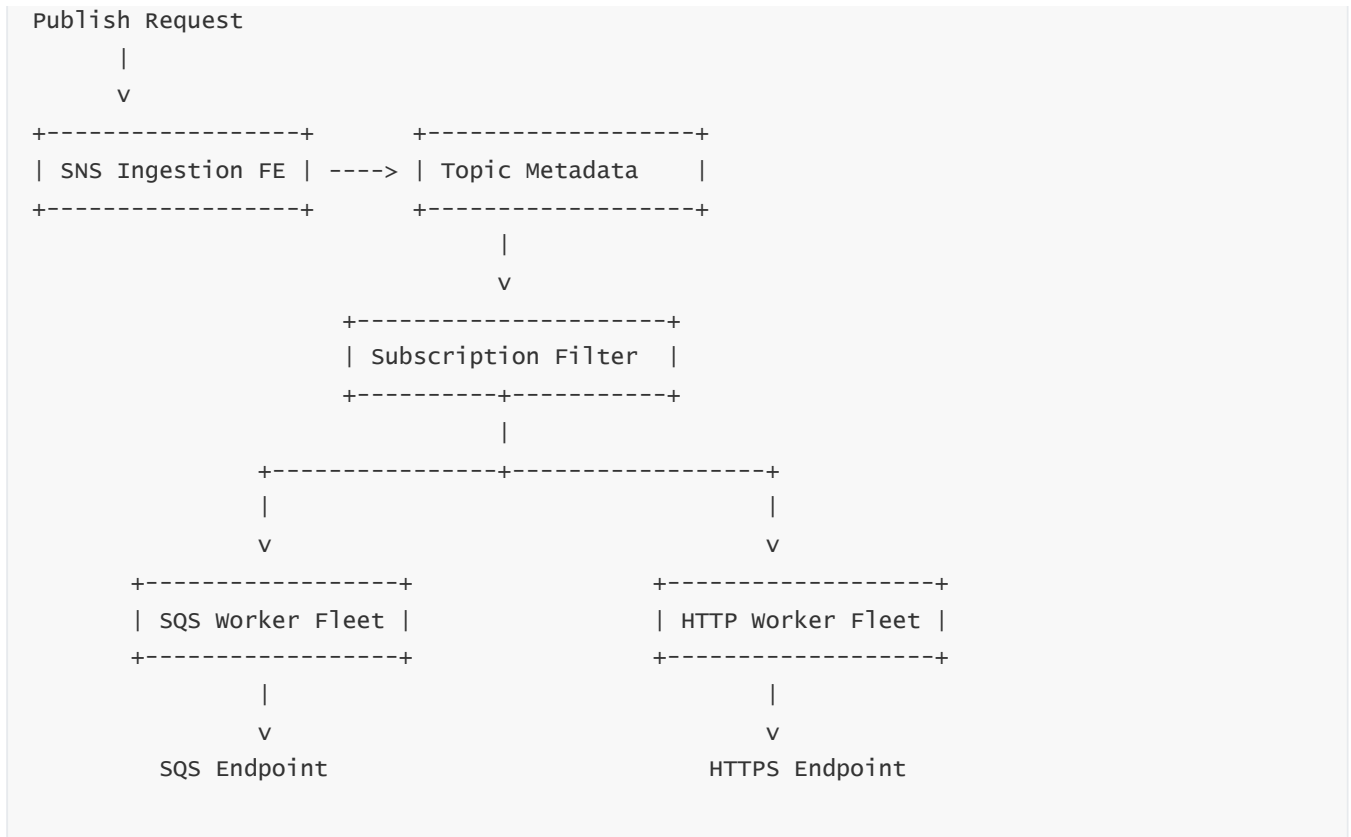 Publish Request
|
v
+------------------+ +-------------------+
| SNS Ingestion FE | ----> | Topic Metadata |
+------------------+ +-------------------+
|
v
+----------------------+
| Subscription Filter |
+----------+-----------+
|
+----------------+------------------+
| |
v v
+------------------+ +-------------------+
| SQS Worker Fleet | | HTTP Worker Fleet |
+------------------+ +-------------------+
| |
v v
SQS Endpoint HTTPS Endpoint